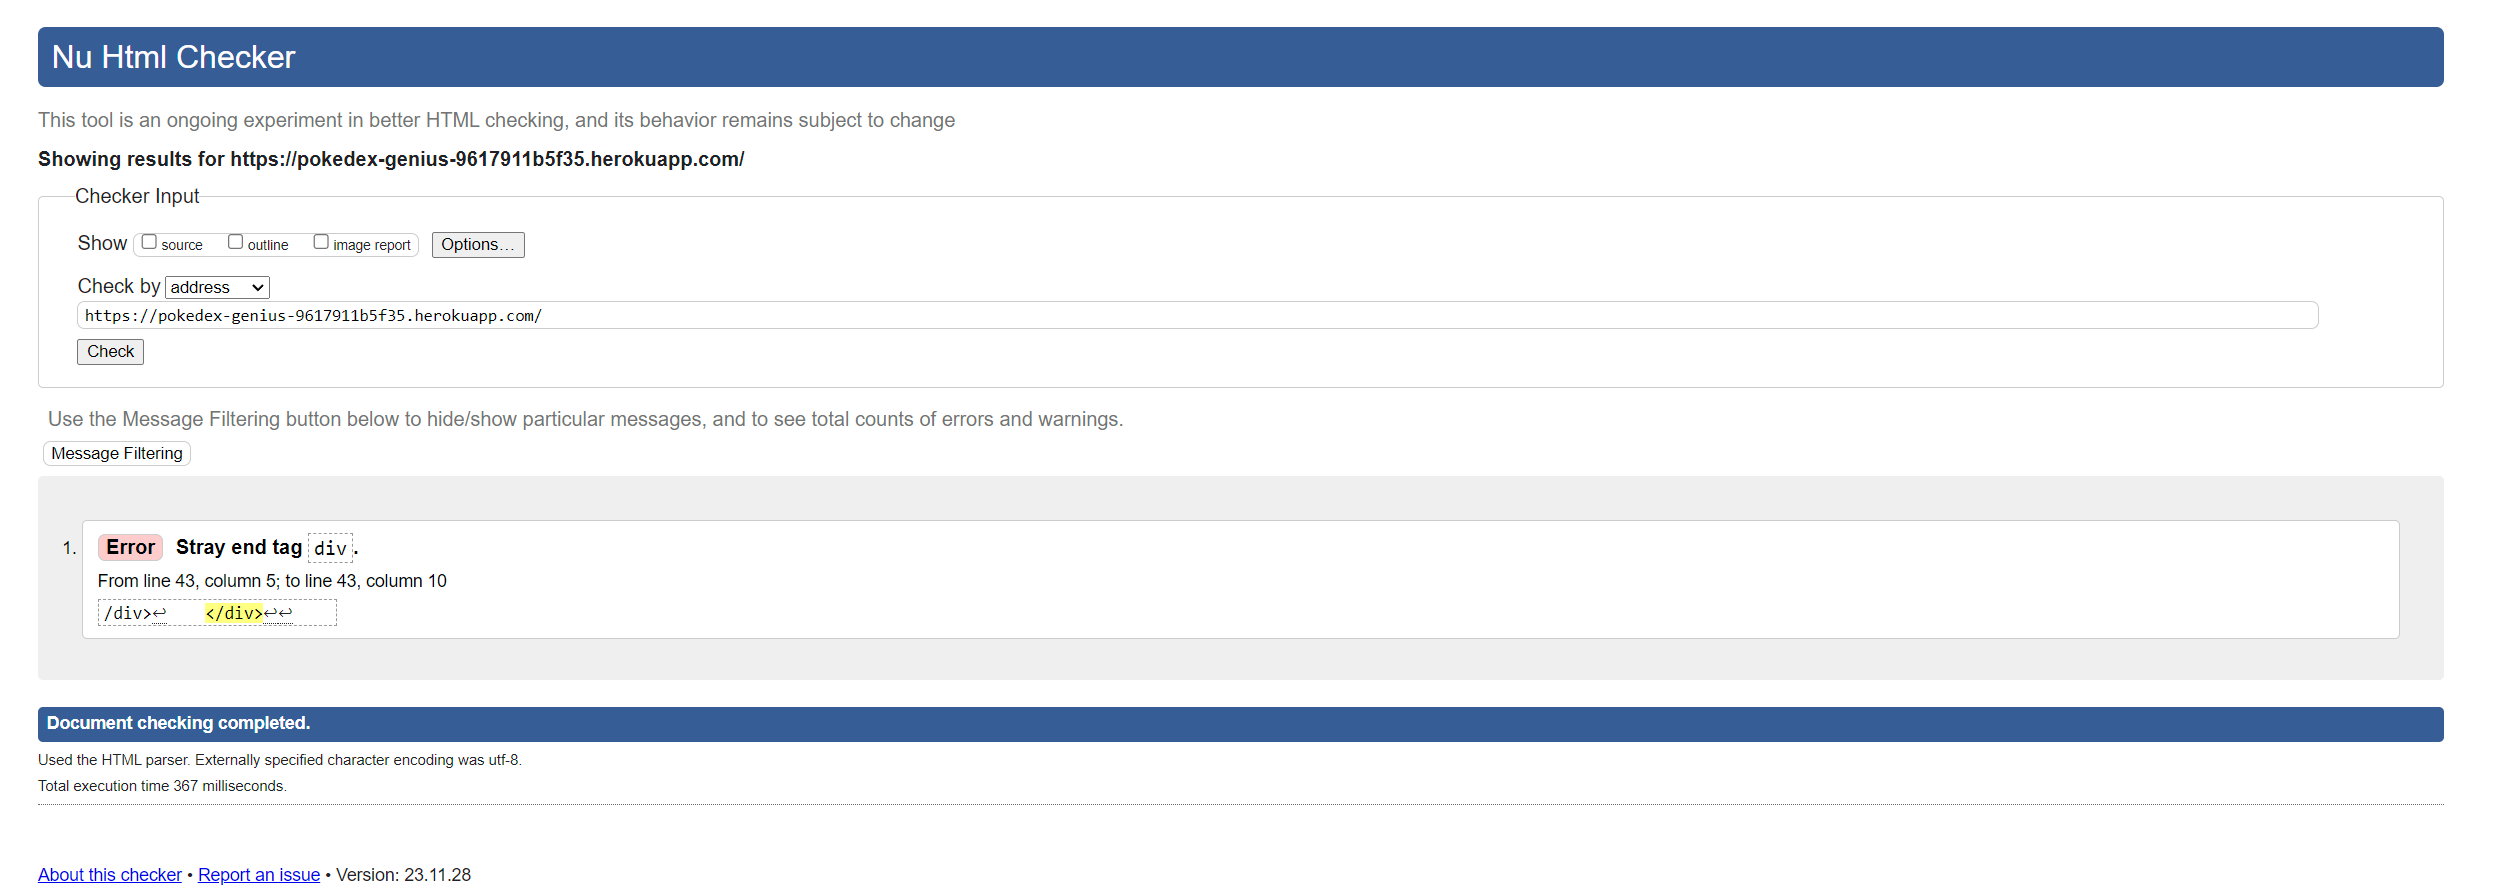 Nu Html Checker
This tool is an ongoing experiment in better HTML checking, and its behavior remains subject to change
Showing results for https://pokedex-genius-9617911b5f35.herokuapp.com/
Checker Input
Show source outline image report Options…
Check by address
https://pokedex-genius-9617911b5f35.herokuapp.com/
Check
Use the Message Filtering button below to hide/show particular messages, and to see total counts of errors and warnings.
Message Filtering
1. Error Stray end tag div.
From line 43, column 5; to line 43, column 10
/div>↩ </div>↩↩
Document checking completed.
Used the HTML parser. Externally specified character encoding was utf-8.
Total execution time 367 milliseconds.
About this checker • Report an issue • Version: 23.11.28